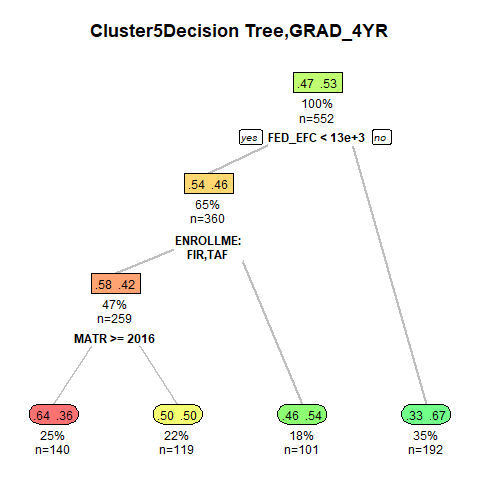 Cluster5Decision Tree,GRAD_4YR
.47 .53
100%
n=552
yes FED_EFC < 13e+3 no
.54 .46
65%
n=360
ENROLLME:
FIR,TAF
.58 .42
47%
n=259
MATR >= 2016
.64 .36
25%
n=140
.50 .50
22%
n=119
.46 .54
18%
n=101
.33 .67
35%
n=192